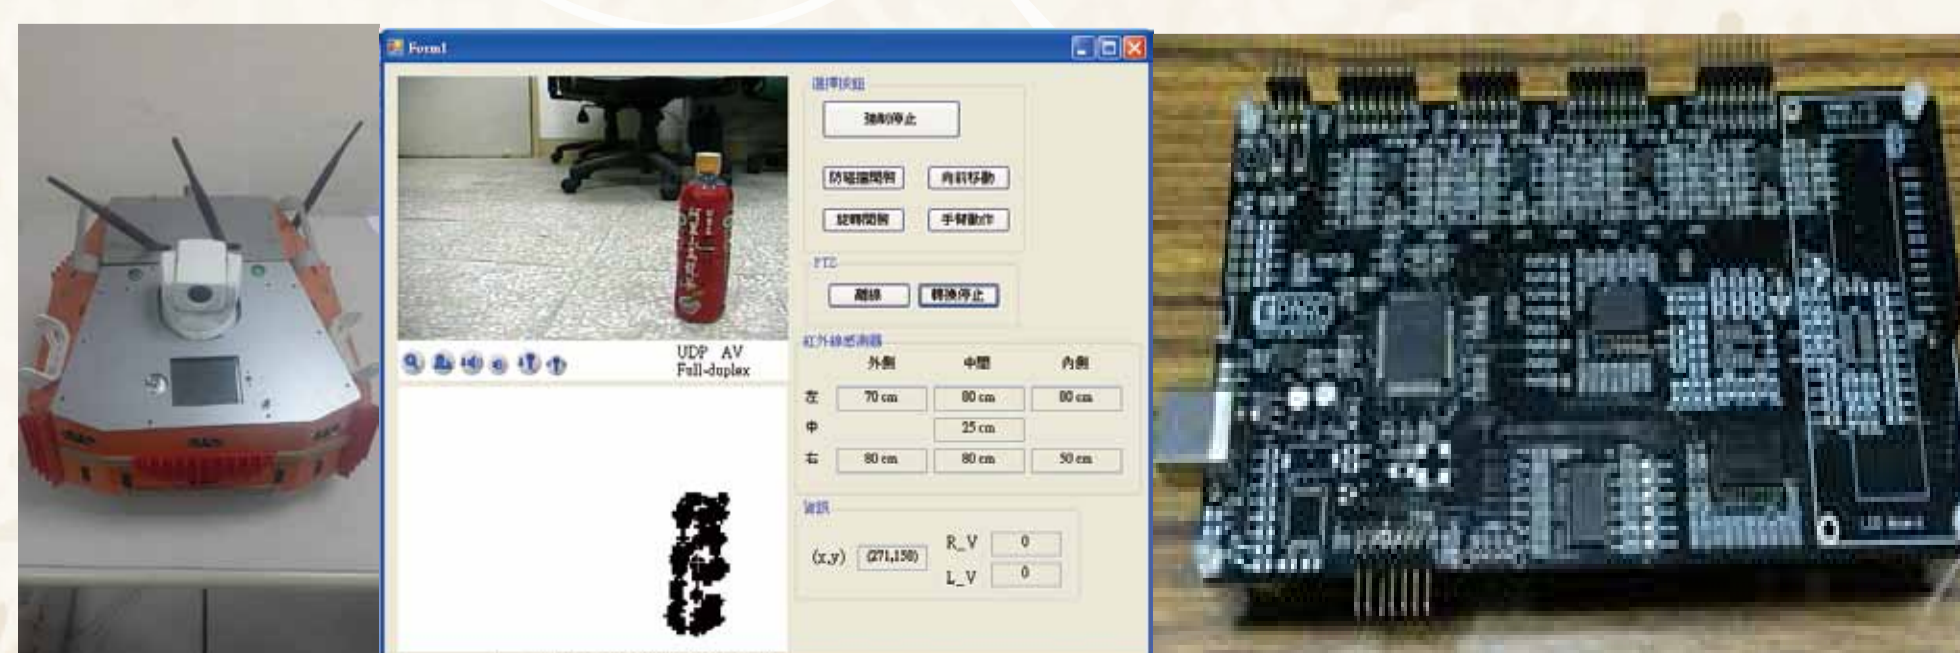 Form1
選擇按鈕
強制停止
防碰撞開啟 向前移動
旋轉開啟 手臂動作
PTZ
離線 轉換停止
UDP AV
Full-duplex
紅外線感測器
外側 中間 內側
左 70 cm 80 cm 80 cm
中 25 cm
右 80 cm 80 cm 50 cm
資訊
(x,y) (271,158) R_V 0
L_V 0
LCD Board